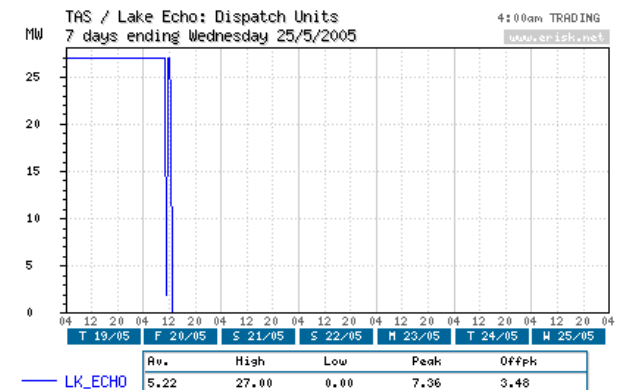 TAS / Lake Echo: Dispatch Units 4:00am TRADING
MW 7 days ending Wednesday 25/5/2005 www.erisk.net
25
20
15
10
5
0
04 12 20 04 12 20 04 12 20 04 12 20 04 12 20 04 12 20 04 12 20 04
T 19/05 F 20/05 S 21/05 S 22/05 M 23/05 T 24/05 W 25/05
Av. High Low Peak Offpk
LK_ECHO 5.22 27.00 0.00 7.36 3.48